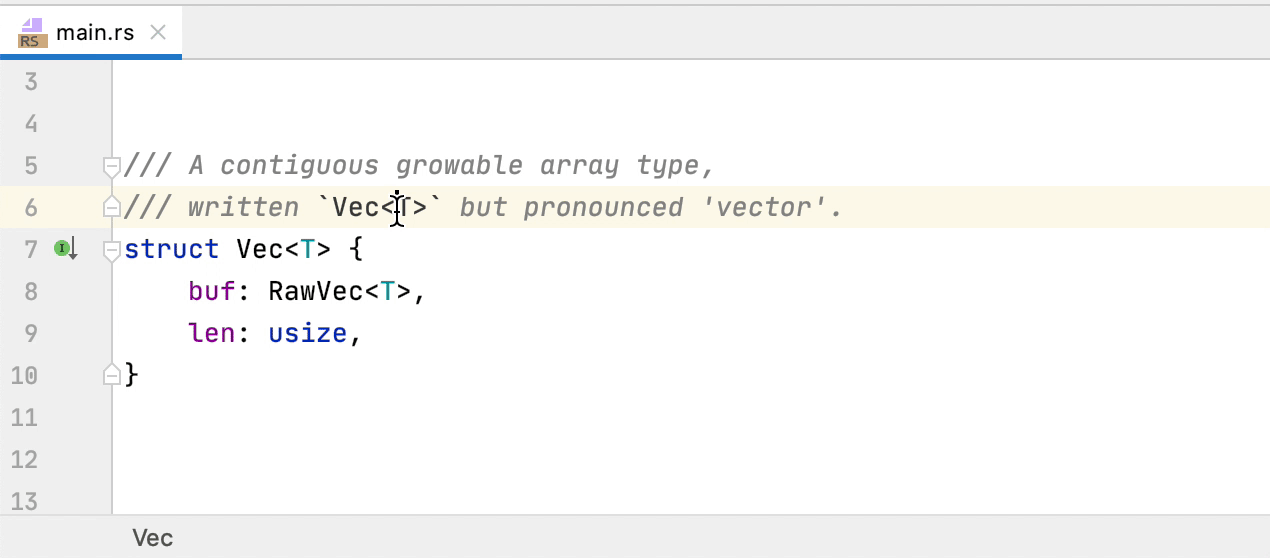 RS main.rs
3
4
5 /// A contiguous growable array type,
6 /// written `Vec<T>` but pronounced 'vector'.
7 I struct Vec<T> {
8 buf: RawVec<T>,
9 len: usize,
10 }
11
12
13
Vec